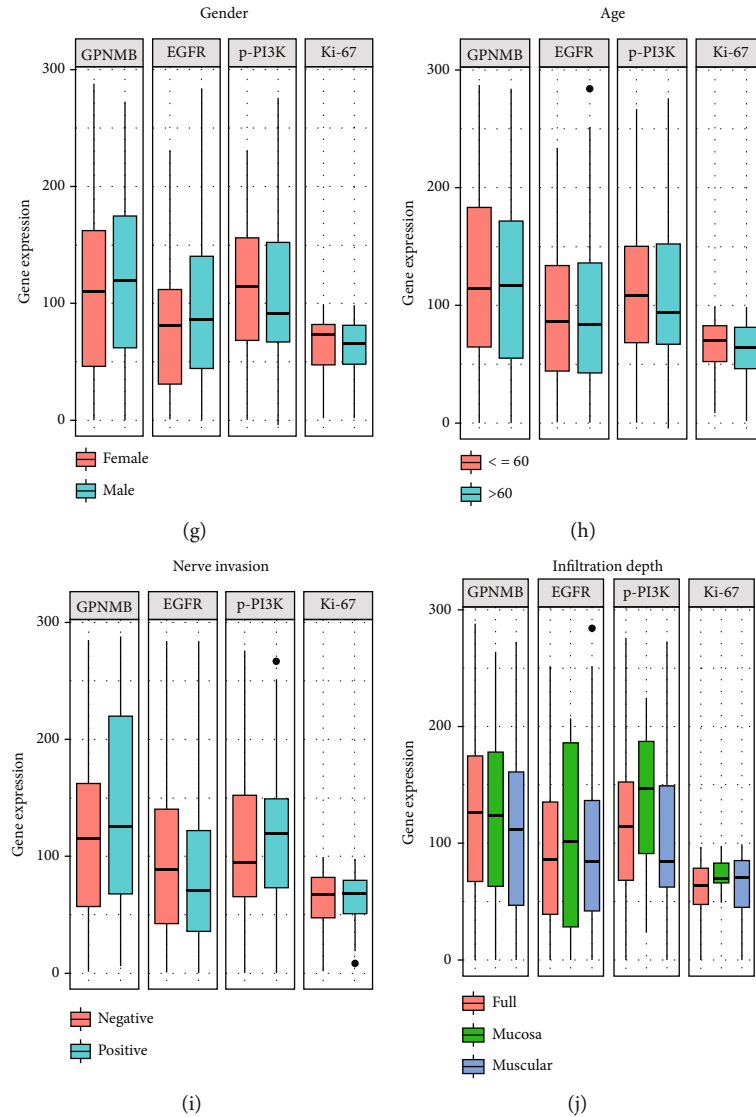 Gender
GPNMB EGFR p-PI3K Ki-67
300
200
100
0
Gene expression
Female
Male
(g)
Age
GPNMB EGFR p-PI3K Ki-67
300
200
100
0
Gene expression
< = 60
>60
(h)
Nerve invasion
GPNMB EGFR p-PI3K Ki-67
300
200
100
0
Gene expression
Negative
Positive
(i)
Infiltration depth
GPNMB EGFR p-PI3K Ki-67
300
200
100
0
Gene expression
Full
Mucosa
Muscular
(j)